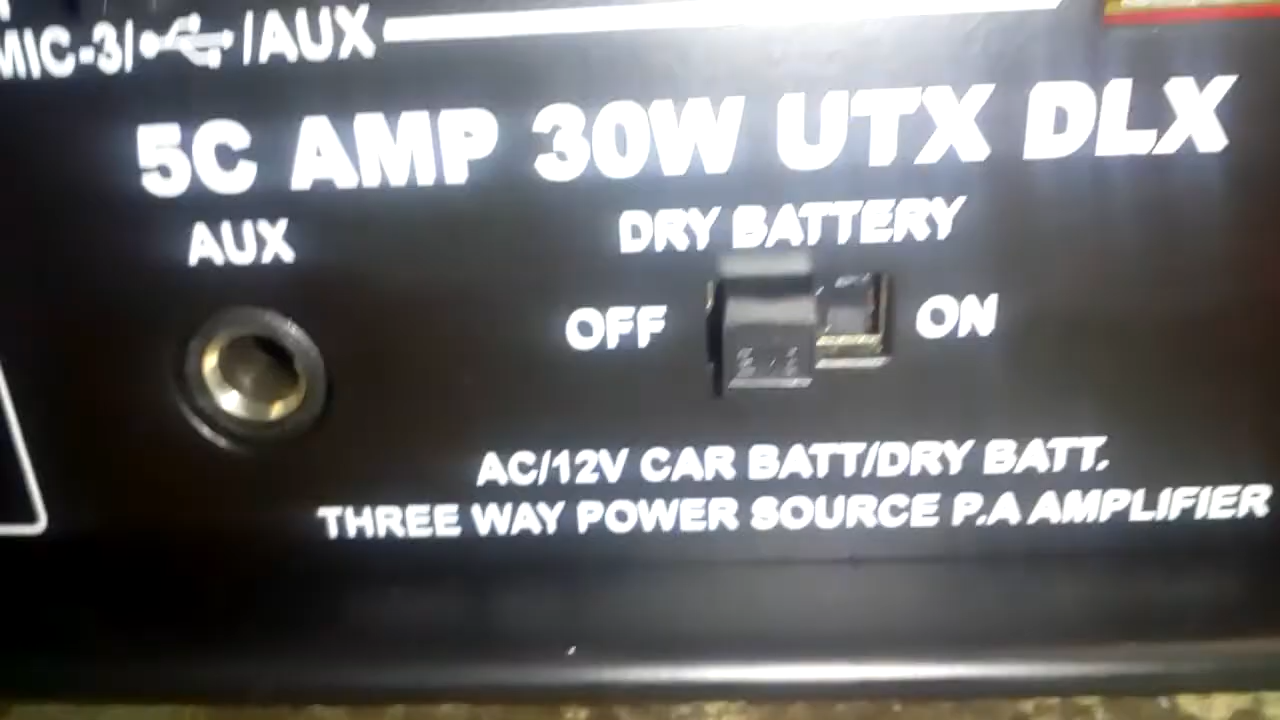 MIC-3/ /AUX
5C AMP 30W UTX DLX
AUX
DRY BATTERY
OFF
ON
AC/12V CAR BATT/DRY BATT.
THREE WAY POWER SOURCE P.A AMPLIFIER